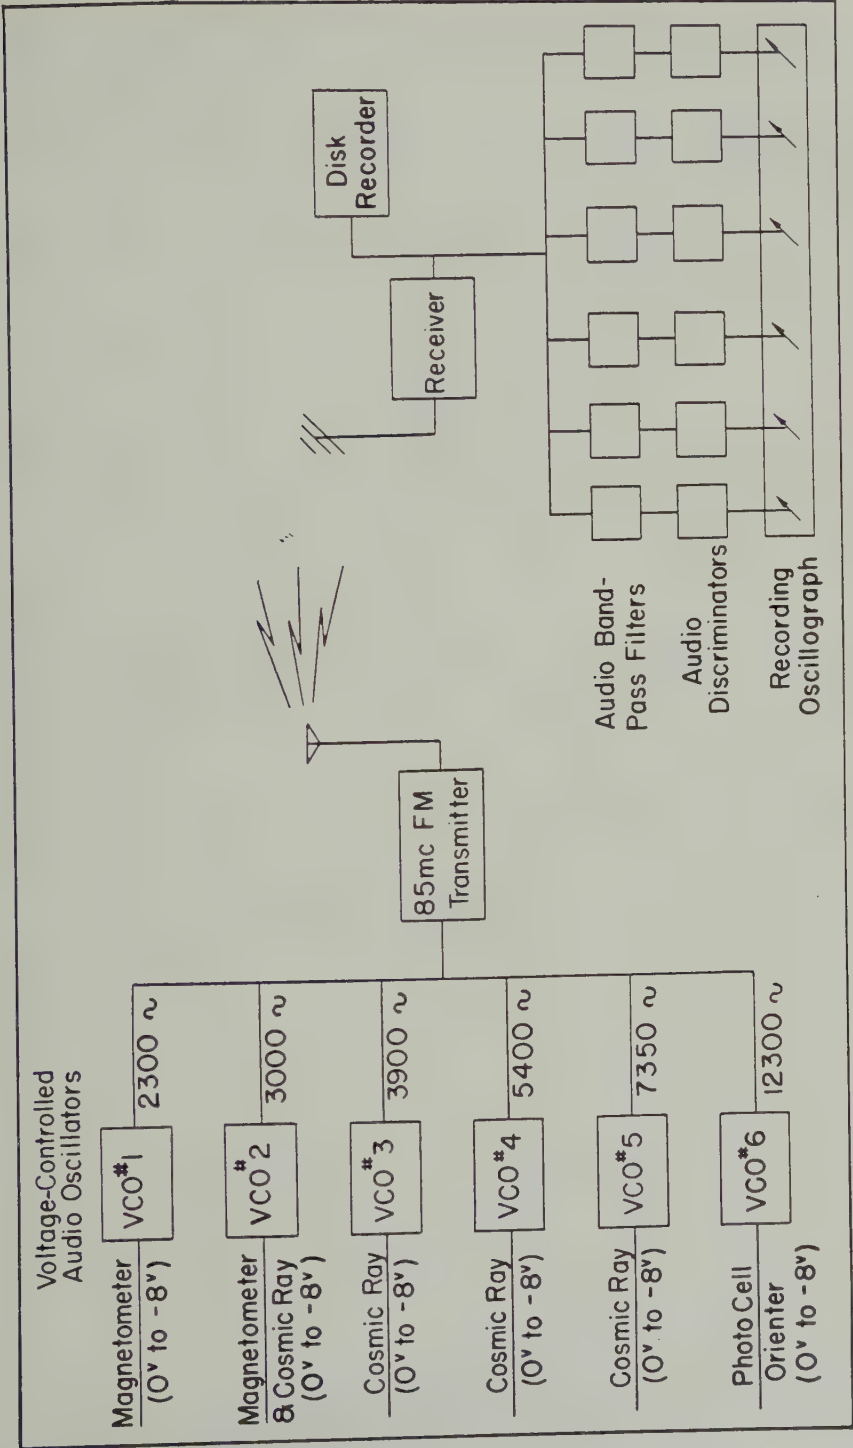 Voltage-Controlled
Audio Oscillators
Magnetometer
(0v to -8v)
VCO#1
2300 ~
Magnetometer
& Cosmic Ray
(0v to -8v)
VCO#2
3000 ~
Cosmic Ray
(0v to -8v)
VCO#3
3900 ~
Cosmic Ray
(0v to -8v)
VCO#4
5400 ~
Cosmic Ray
(0v to -8v)
VCO#5
7350 ~
Photo Cell
Orienter
(0v to -8v)
VCO#6
12300 ~
85mc FM
Transmitter
Receiver
Disk
Recorder
Audio Band-
Pass Filters
Audio
Discriminators
Recording
Oscillograph